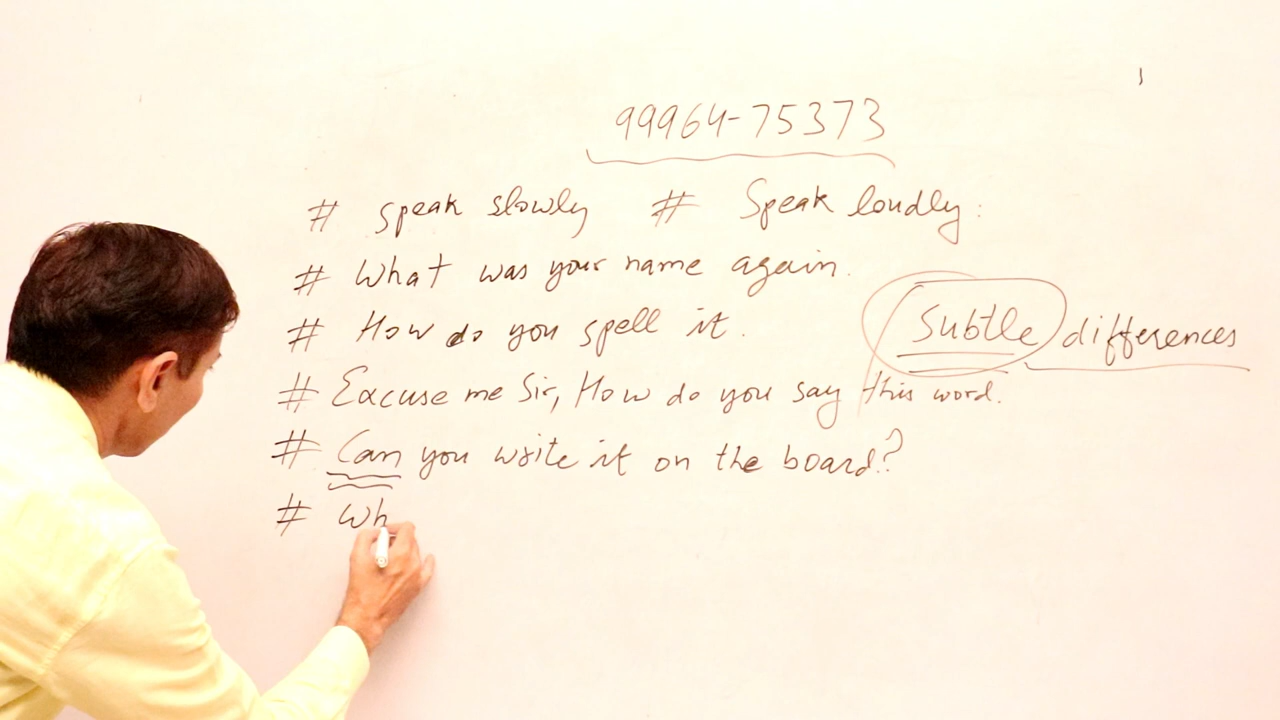 99964-75373
# speak slowly # Speak loudly.
# What was your name again.
# How do you spell it.
Subtle differences
# Excuse me Sir, How do you say this word.
# Can you write it on the board?
# Wh